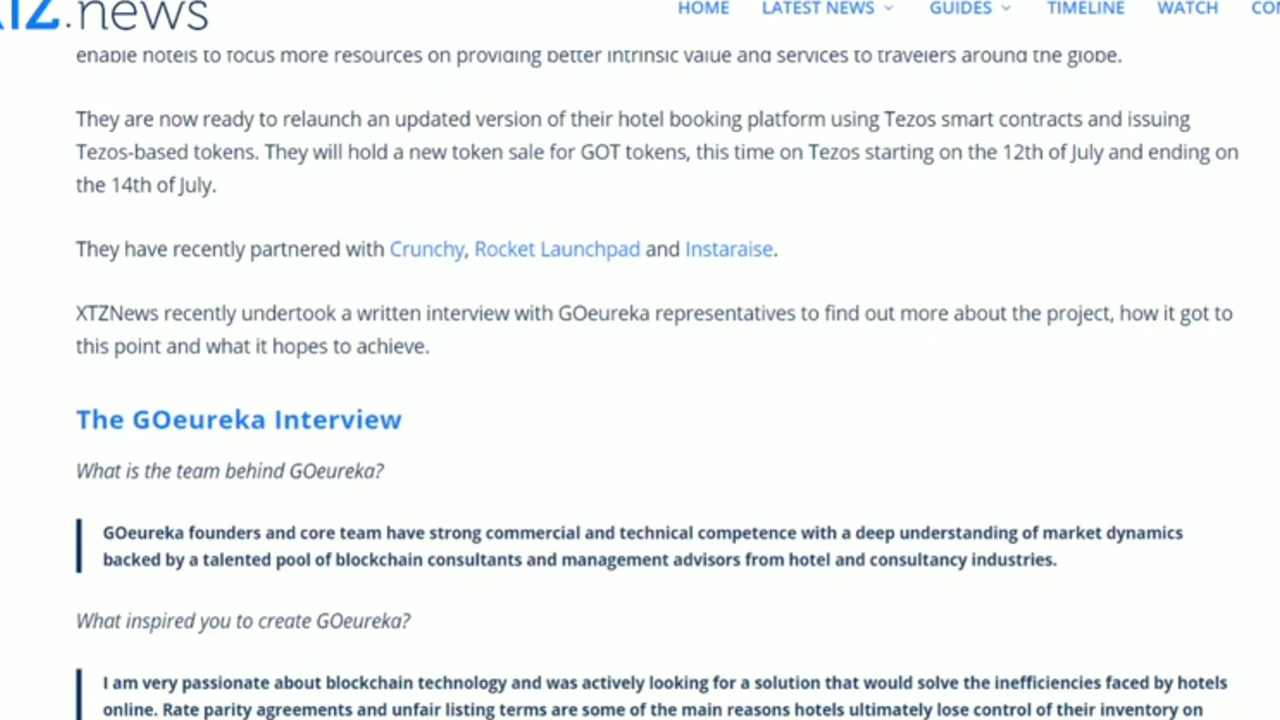 XTZ.news
HOME LATEST NEWS GUIDES TIMELINE WATCH
enable hotels to focus more resources on providing better intrinsic value and services to travelers around the globe.
They are now ready to relaunch an updated version of their hotel booking platform using Tezos smart contracts and issuing
Tezos-based tokens. They will hold a new token sale for GOT tokens, this time on Tezos starting on the 12th of July and ending on
the 14th of July.
They have recently partnered with Crunchy, Rocket Launchpad and Instaraise.
XTZNews recently undertook a written interview with GOeureka representatives to find out more about the project, how it got to
this point and what it hopes to achieve.
The GOeureka Interview
What is the team behind GOeureka?
GOeureka founders and core team have strong commercial and technical competence with a deep understanding of market dynamics
backed by a talented pool of blockchain consultants and management advisors from hotel and consultancy industries.
What inspired you to create GOeureka?
I am very passionate about blockchain technology and was actively looking for a solution that would solve the inefficiencies faced by hotels
online. Rate parity agreements and unfair listing terms are some of the main reasons hotels ultimately lose control of their inventory on